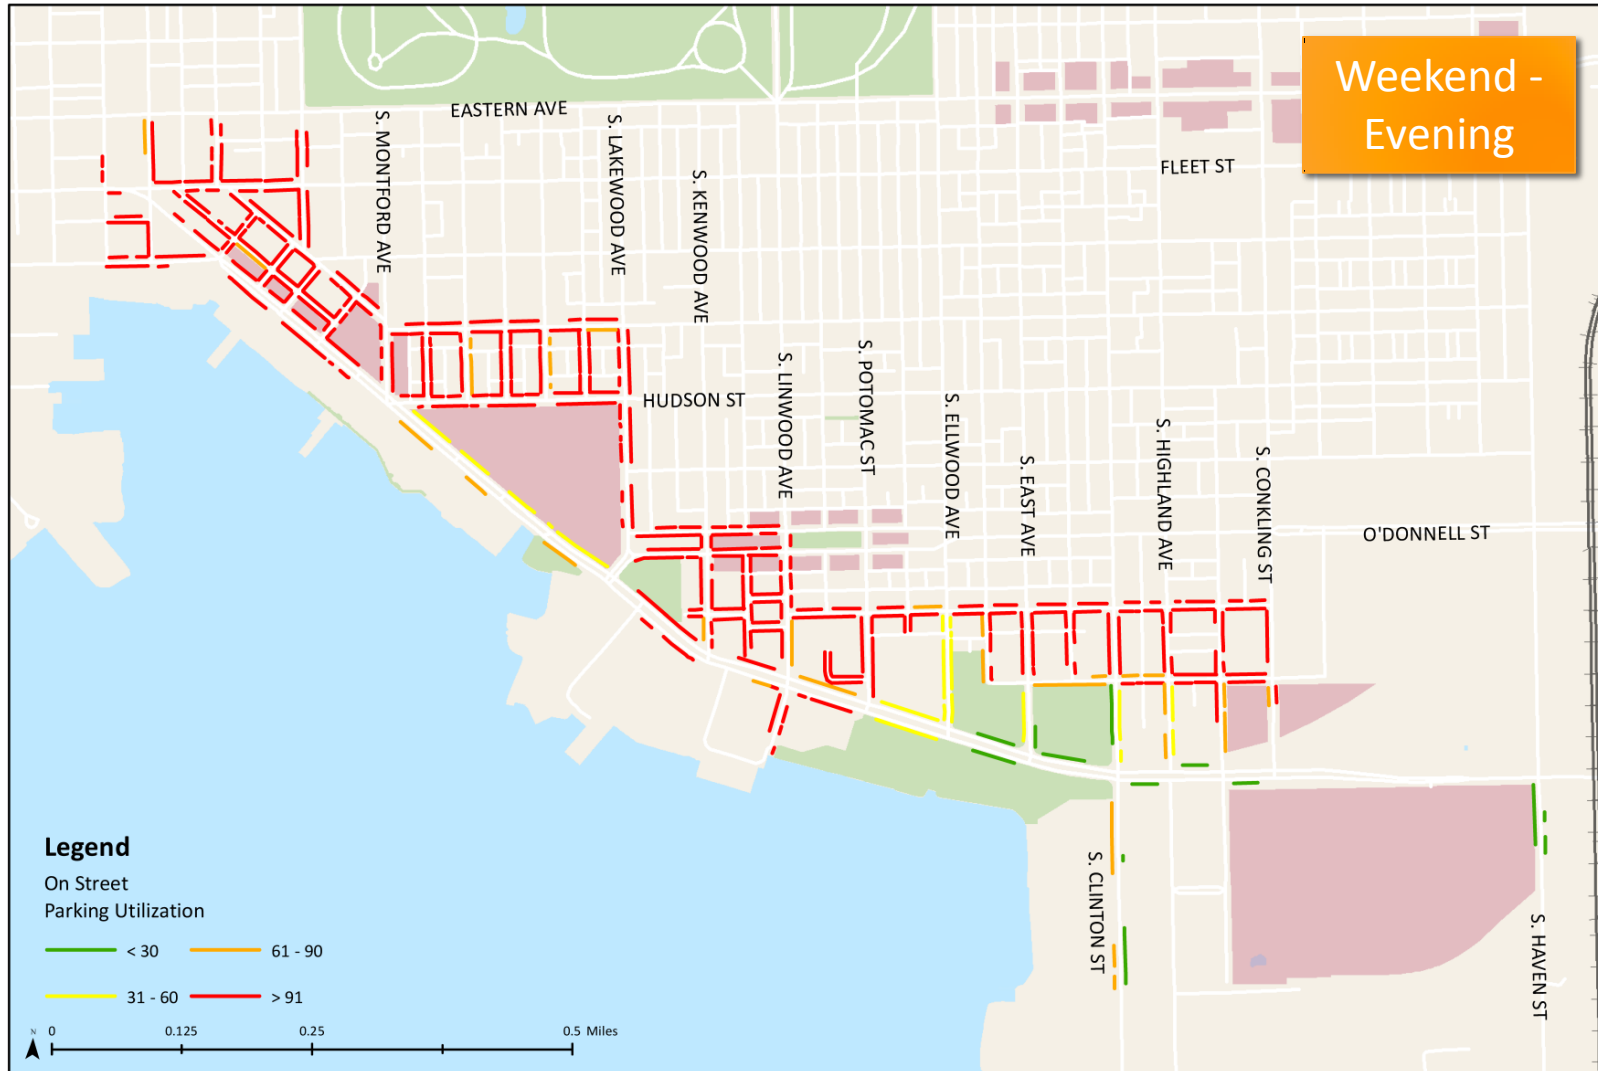 Weekend -
Evening
EASTERN AVE
FLEET ST
S. MONTFORD AVE
S. LAKEWOOD AVE
S. KENWOOD AVE
HUDSON ST
S. LINWOOD AVE
S. POTOMAC ST
S. ELLWOOD AVE
S. EAST AVE
S. HIGHLAND AVE
S. CONKLING ST
O'DONNELL ST
S. CLINTON ST
S. HAVEN ST
Legend
On Street
Parking Utilization
< 30 61 - 90
31 - 60 > 91
N 0 0.125 0.25 0.5 Miles